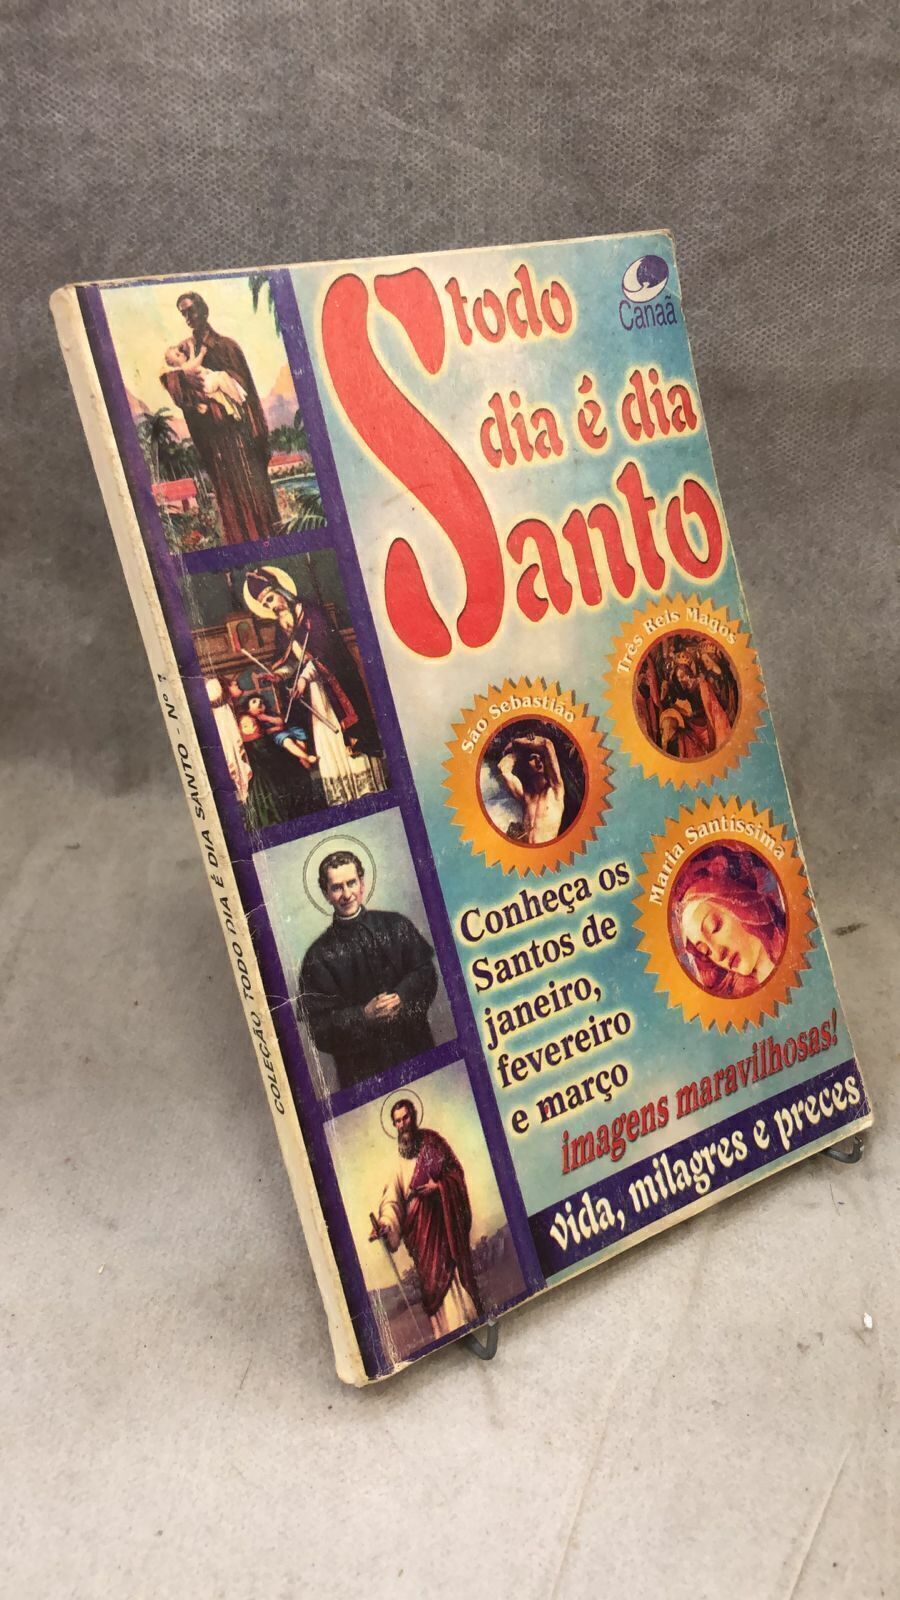 todo
dia é dia
Santo
Canaã
Três Reis Magos
São Sebastião
Maria Santíssima
Conheça os
Santos de
janeiro,
fevereiro
e março
imagens maravilhosas!
vida, milagres e preces
COLEÇÃO TODO DIA É DIA SANTO - Nº 1